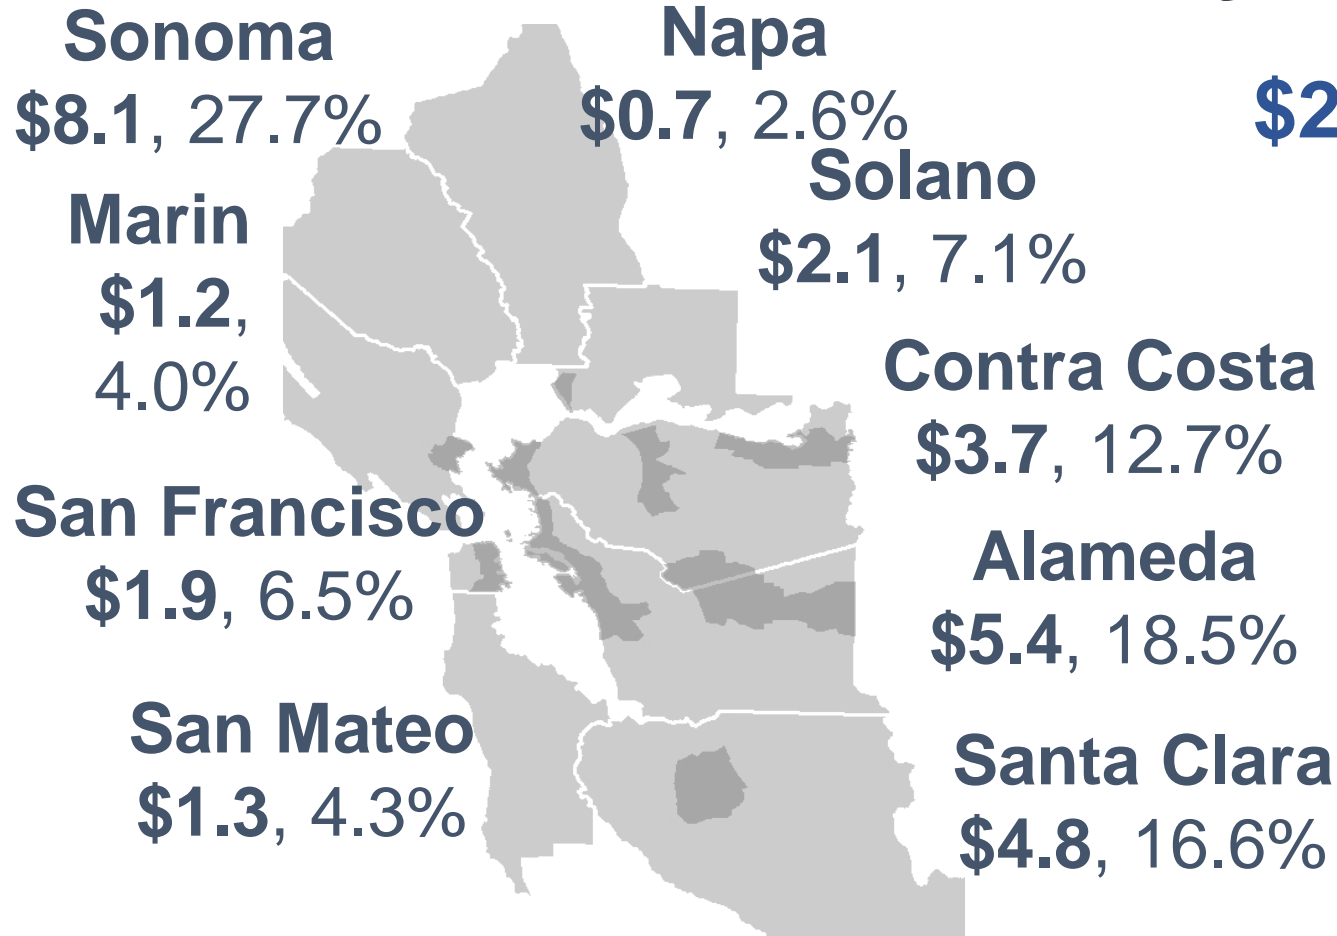 Sonoma
$8.1, 27.7%
Napa
$0.7, 2.6%
$2
Solano
$2.1, 7.1%
Marin
$1.2,
4.0%
Contra Costa
$3.7, 12.7%
San Francisco
$1.9, 6.5%
Alameda
$5.4, 18.5%
San Mateo
$1.3, 4.3%
Santa Clara
$4.8, 16.6%